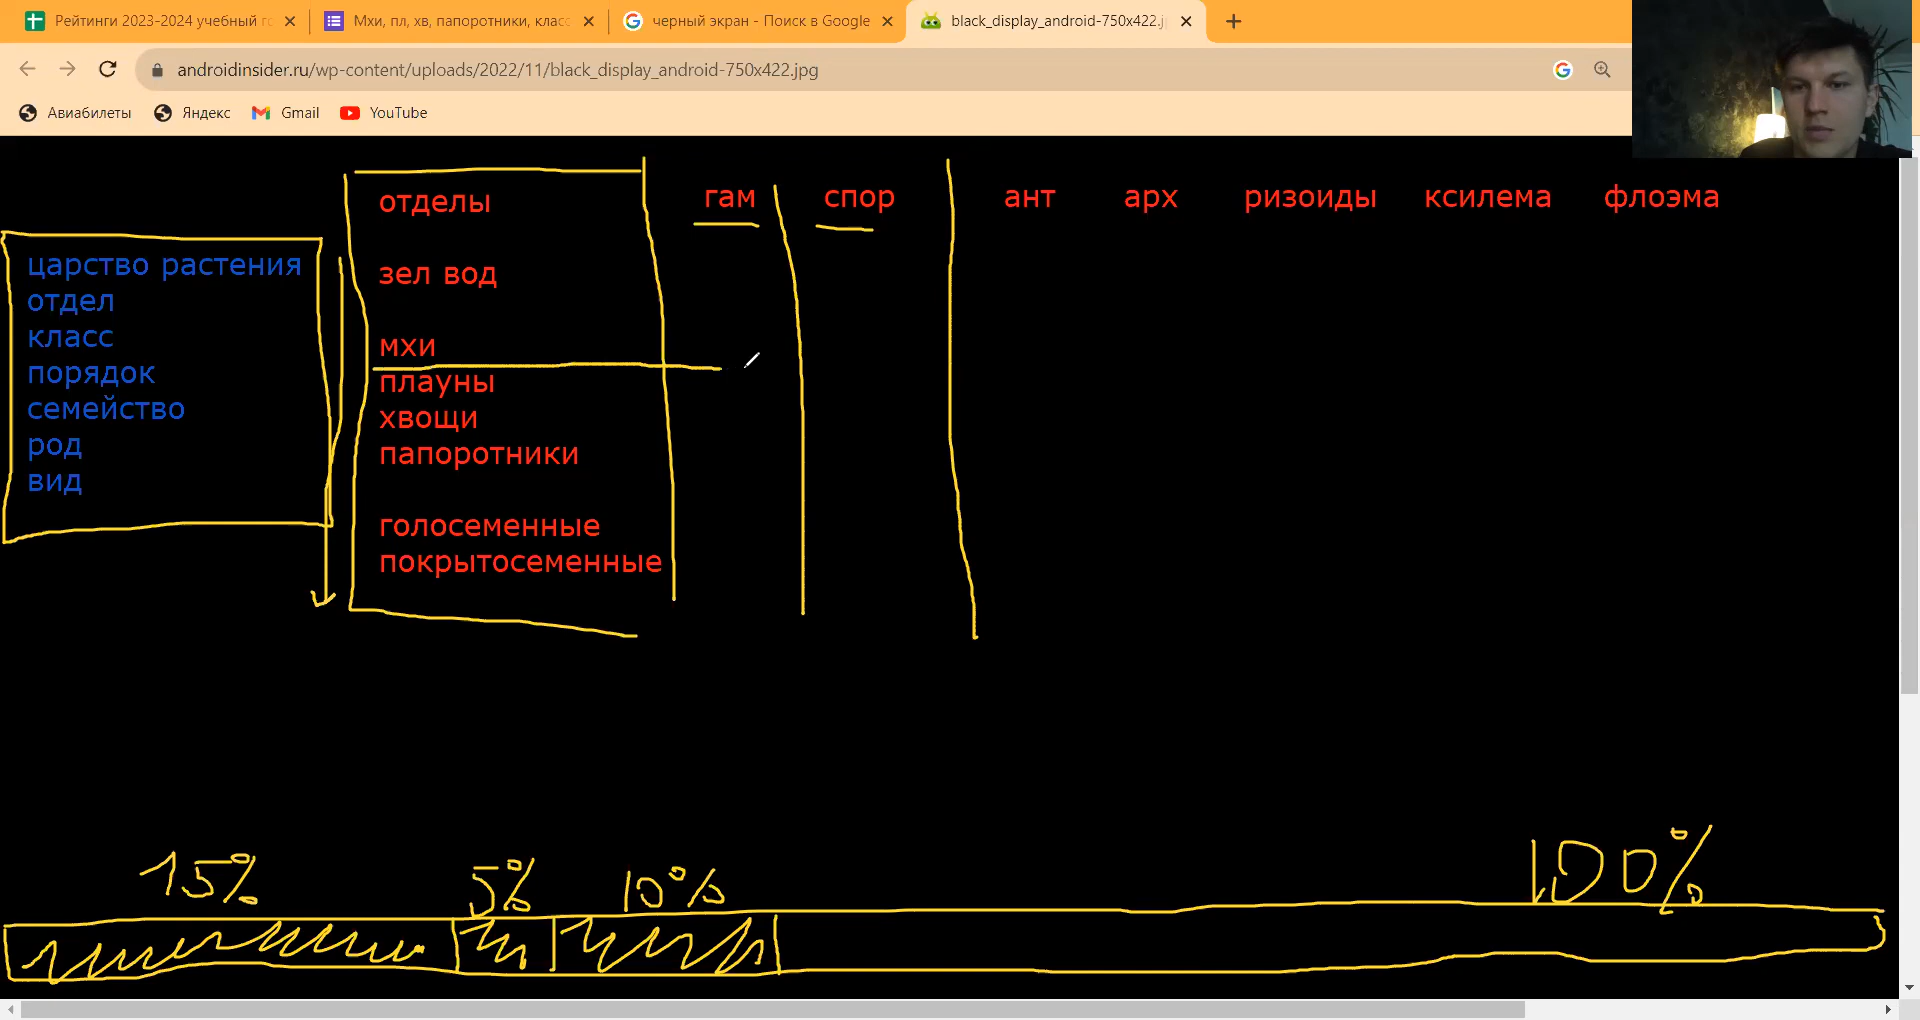 Рейтинги 2023-2024 учебный г
Мхи, пл, хв, папоротники, клас
черный экран - Поиск в Google
black_display_android-750x422.j
androidinsider.ru/wp-content/uploads/2022/11/black_display_android-750x422.jpg
Авиабилеты Яндекс Gmail YouTube
царство растения
отдел
класс
порядок
семейство
род
вид
отделы
зел вод
мхи
плауны
хвощи
папоротники
голосеменные
покрытосеменные
гам спор ант арх ризоиды ксилема флоэма
15% 5% 10% 100%